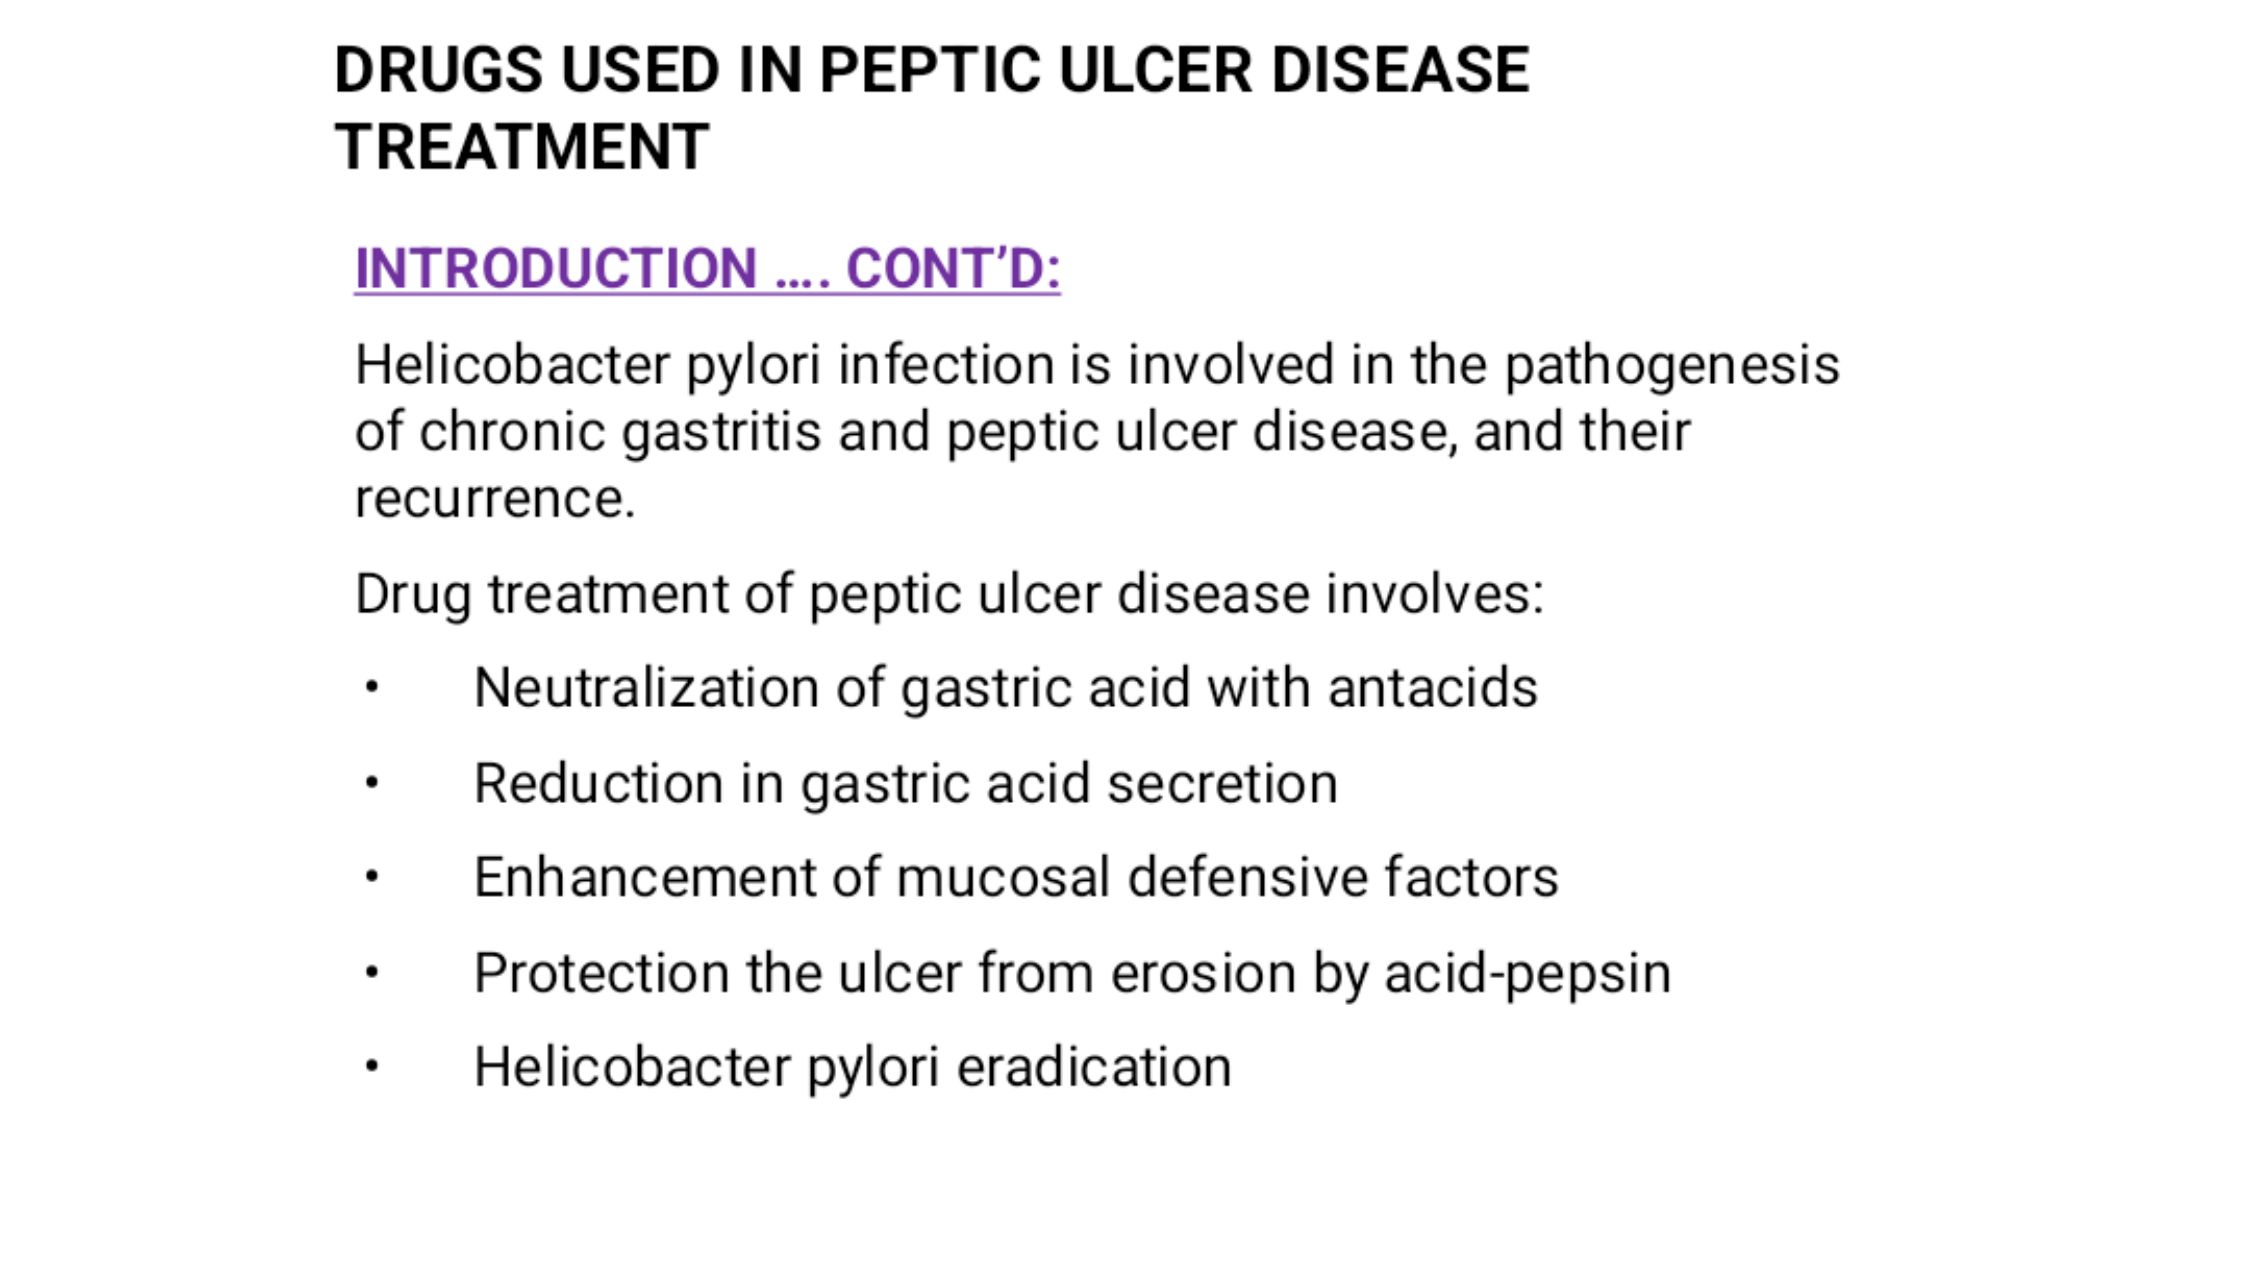 DRUGS USED IN PEPTIC ULCER DISEASE
TREATMENT
INTRODUCTION .... CONT’D:
Helicobacter pylori infection is involved in the pathogenesis
of chronic gastritis and peptic ulcer disease, and their
recurrence.
Drug treatment of peptic ulcer disease involves:
• Neutralization of gastric acid with antacids
• Reduction in gastric acid secretion
• Enhancement of mucosal defensive factors
• Protection the ulcer from erosion by acid-pepsin
• Helicobacter pylori eradication